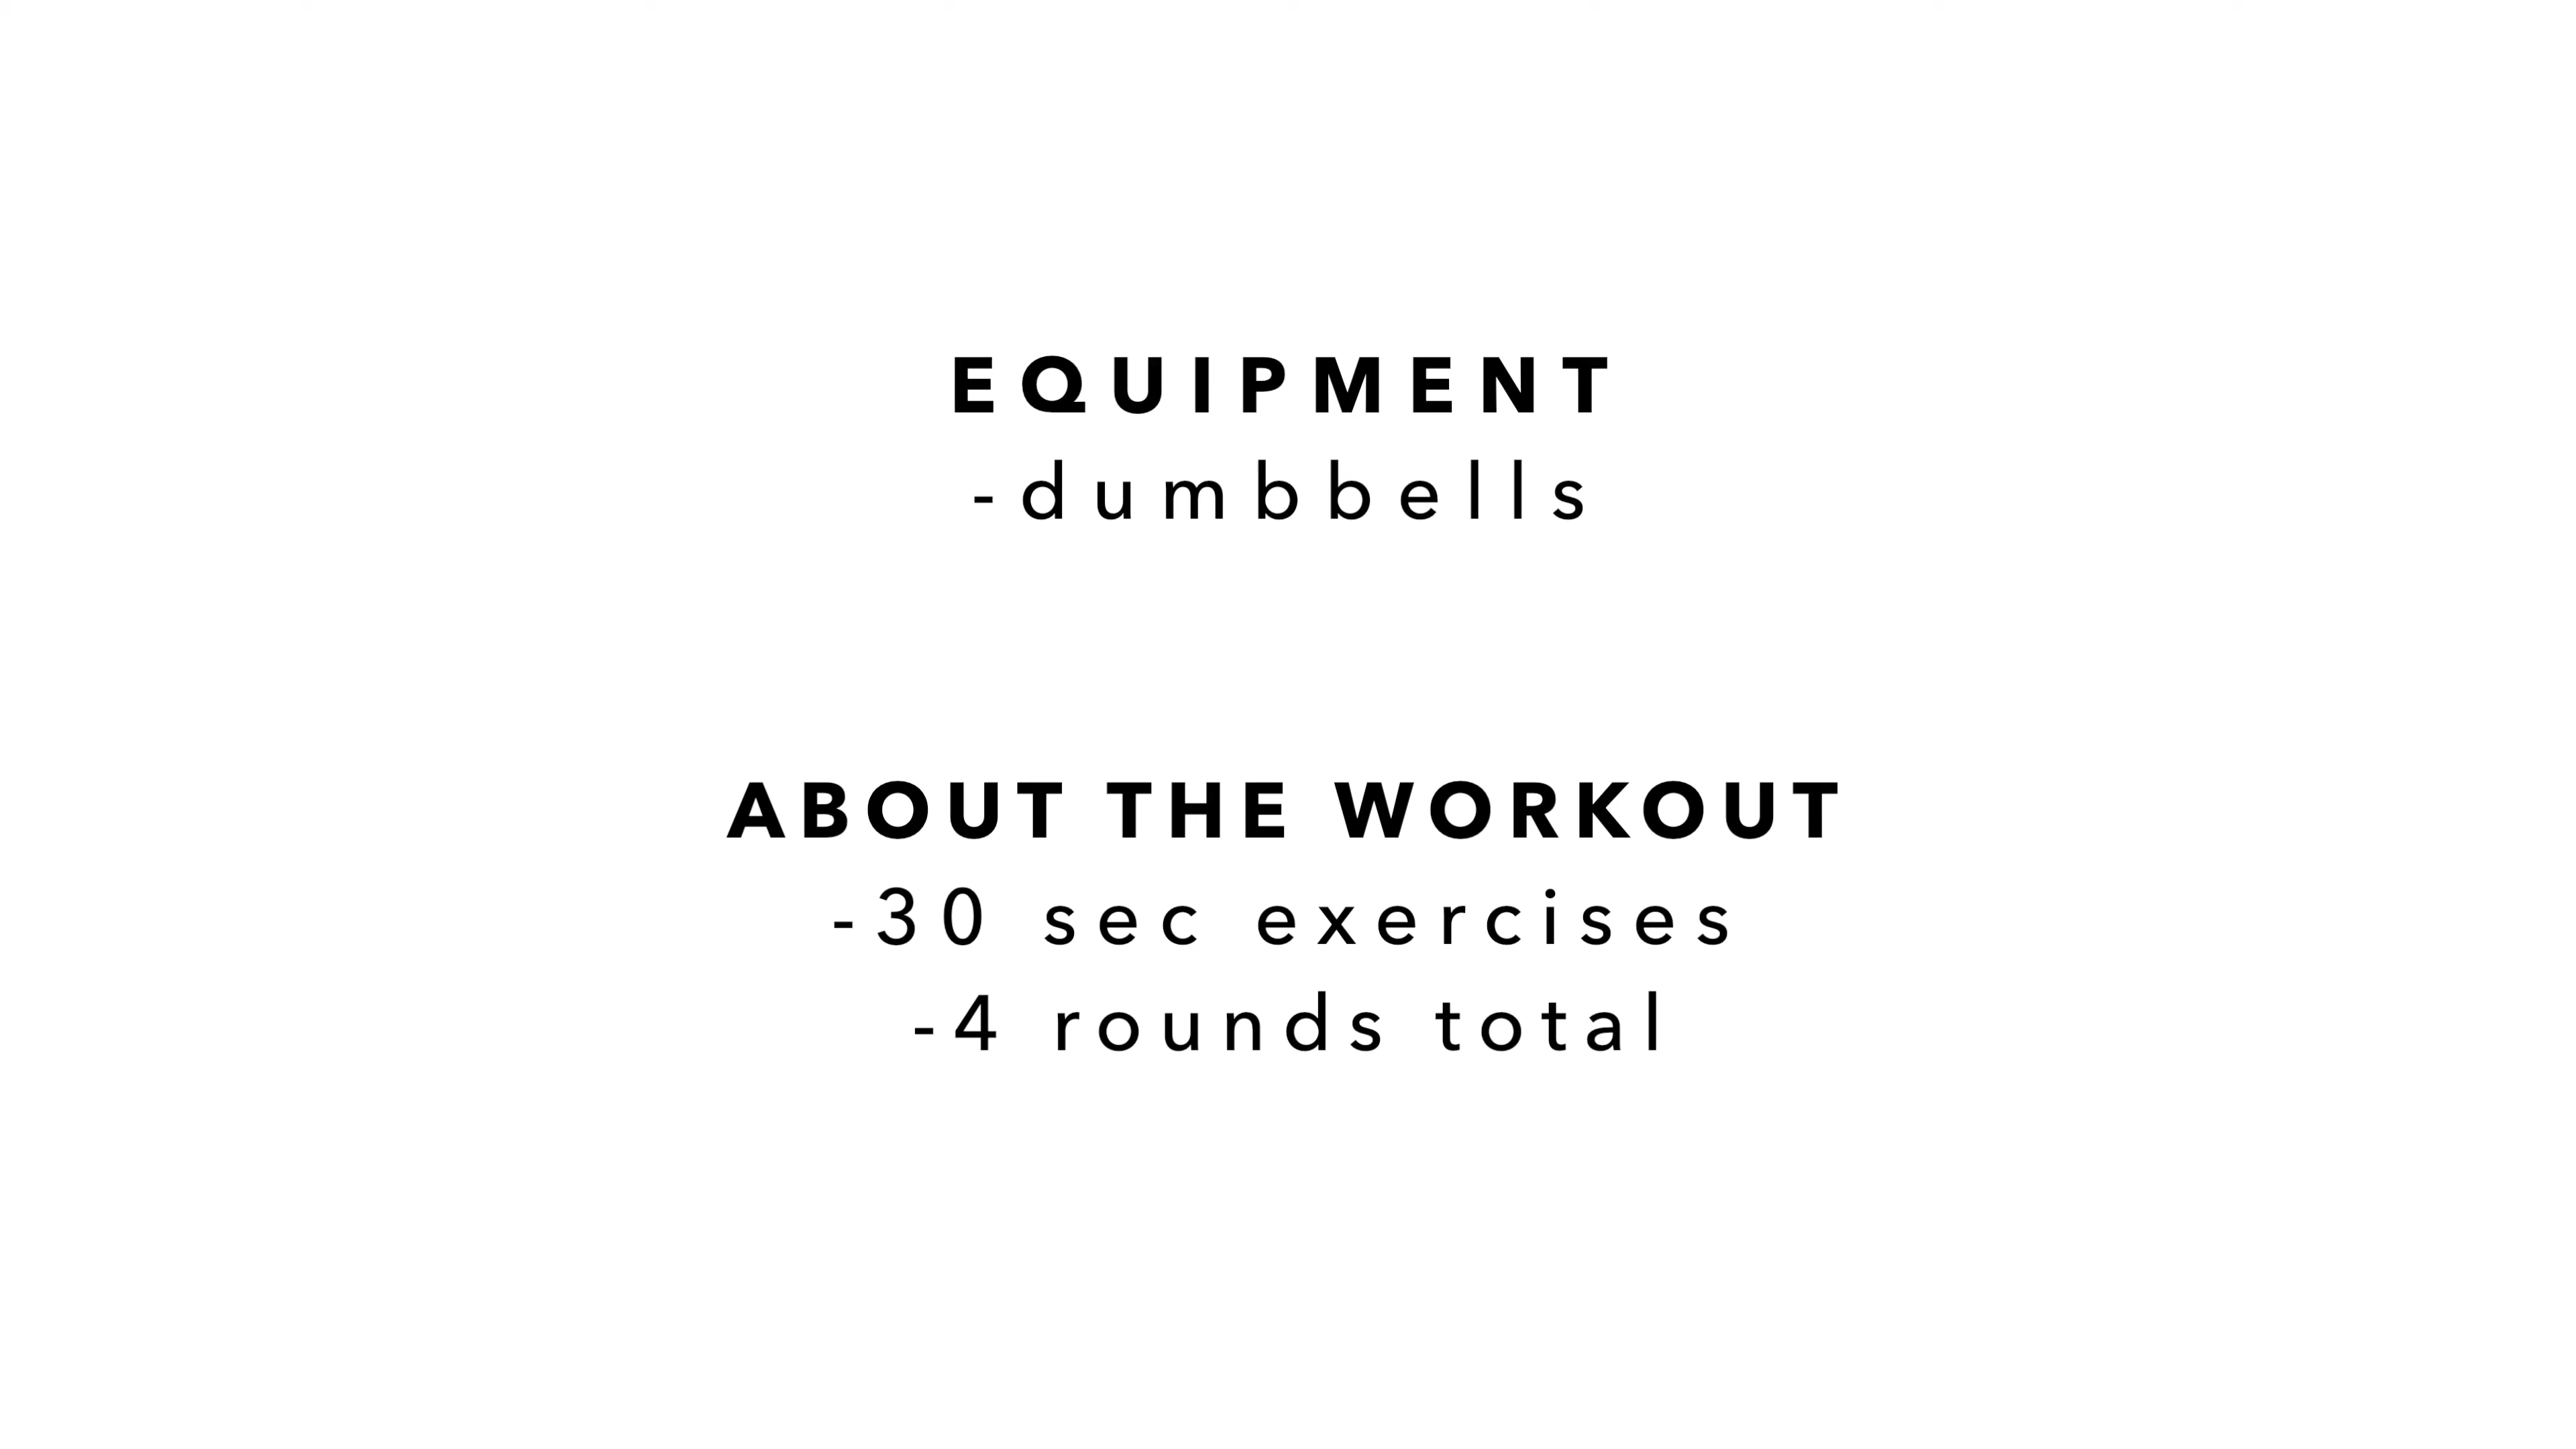 EQUIPMENT
-dumbbells
ABOUT THE WORKOUT
-30 sec exercises
-4 rounds total